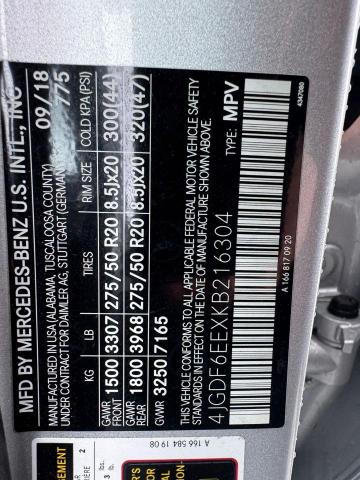 MFD BY MERCEDES-BENZ U.S. INTL., INC 09/18
MANUFACTURED IN USA (ALABAMA, TUSCALOOSA COUNTY) 775
CONSTRUCTED FOR DAIMLER AG, STUTTGART (GERMANY)
KG LB TIRES RIM SIZE COLD KPA (PSI)
GAWR FRONT 1500 3307 275/50 R20 8.5Jx20 300(44)
GAWR REAR 1800 3968 275/50 R20 8.5Jx20 320(47)
GVWR 3250 7165
THIS VEHICLE CONFORMS TO ALL APPLICABLE FEDERAL MOTOR VEHICLE SAFETY
STANDARDS IN EFFECT ON THE DATE OF MANUFACTURE SHOWN ABOVE.
4JGDF6EEXKB216304 MPV
A 166 817 09 20
4347080
A 166 584 19 08
2
3